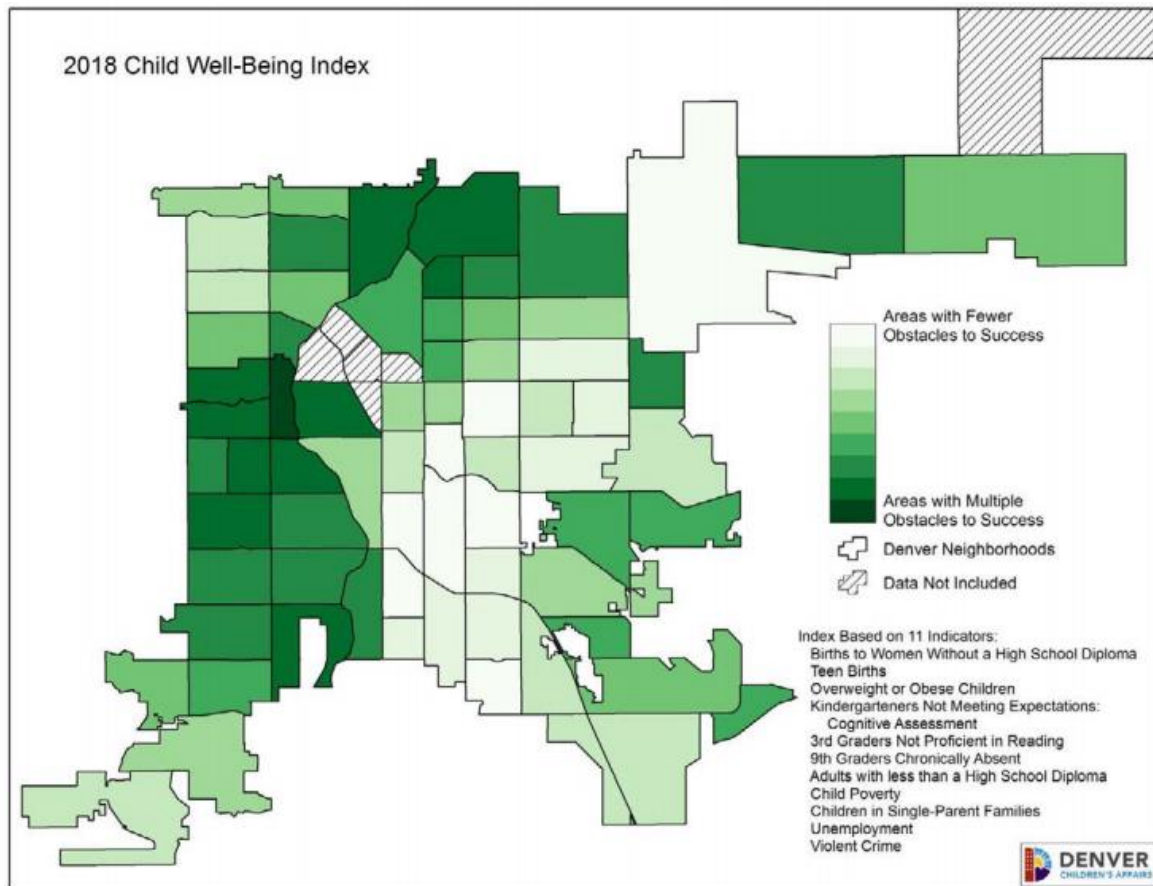 2018 Child Well-Being Index
Areas with Fewer
Obstacles to Success
Areas with Multiple
Obstacles to Success
Denver Neighborhoods
Data Not Included
Index Based on 11 Indicators:
Births to Women Without a High School Diploma
Teen Births
Overweight or Obese Children
Kindergarteners Not Meeting Expectations:
Cognitive Assessment
3rd Graders Not Proficient in Reading
9th Graders Chronically Absent
Adults with less than a High School Diploma
Child Poverty
Children in Single-Parent Families
Unemployment
Violent Crime
DENVER
CHILDREN'S AFFAIRS